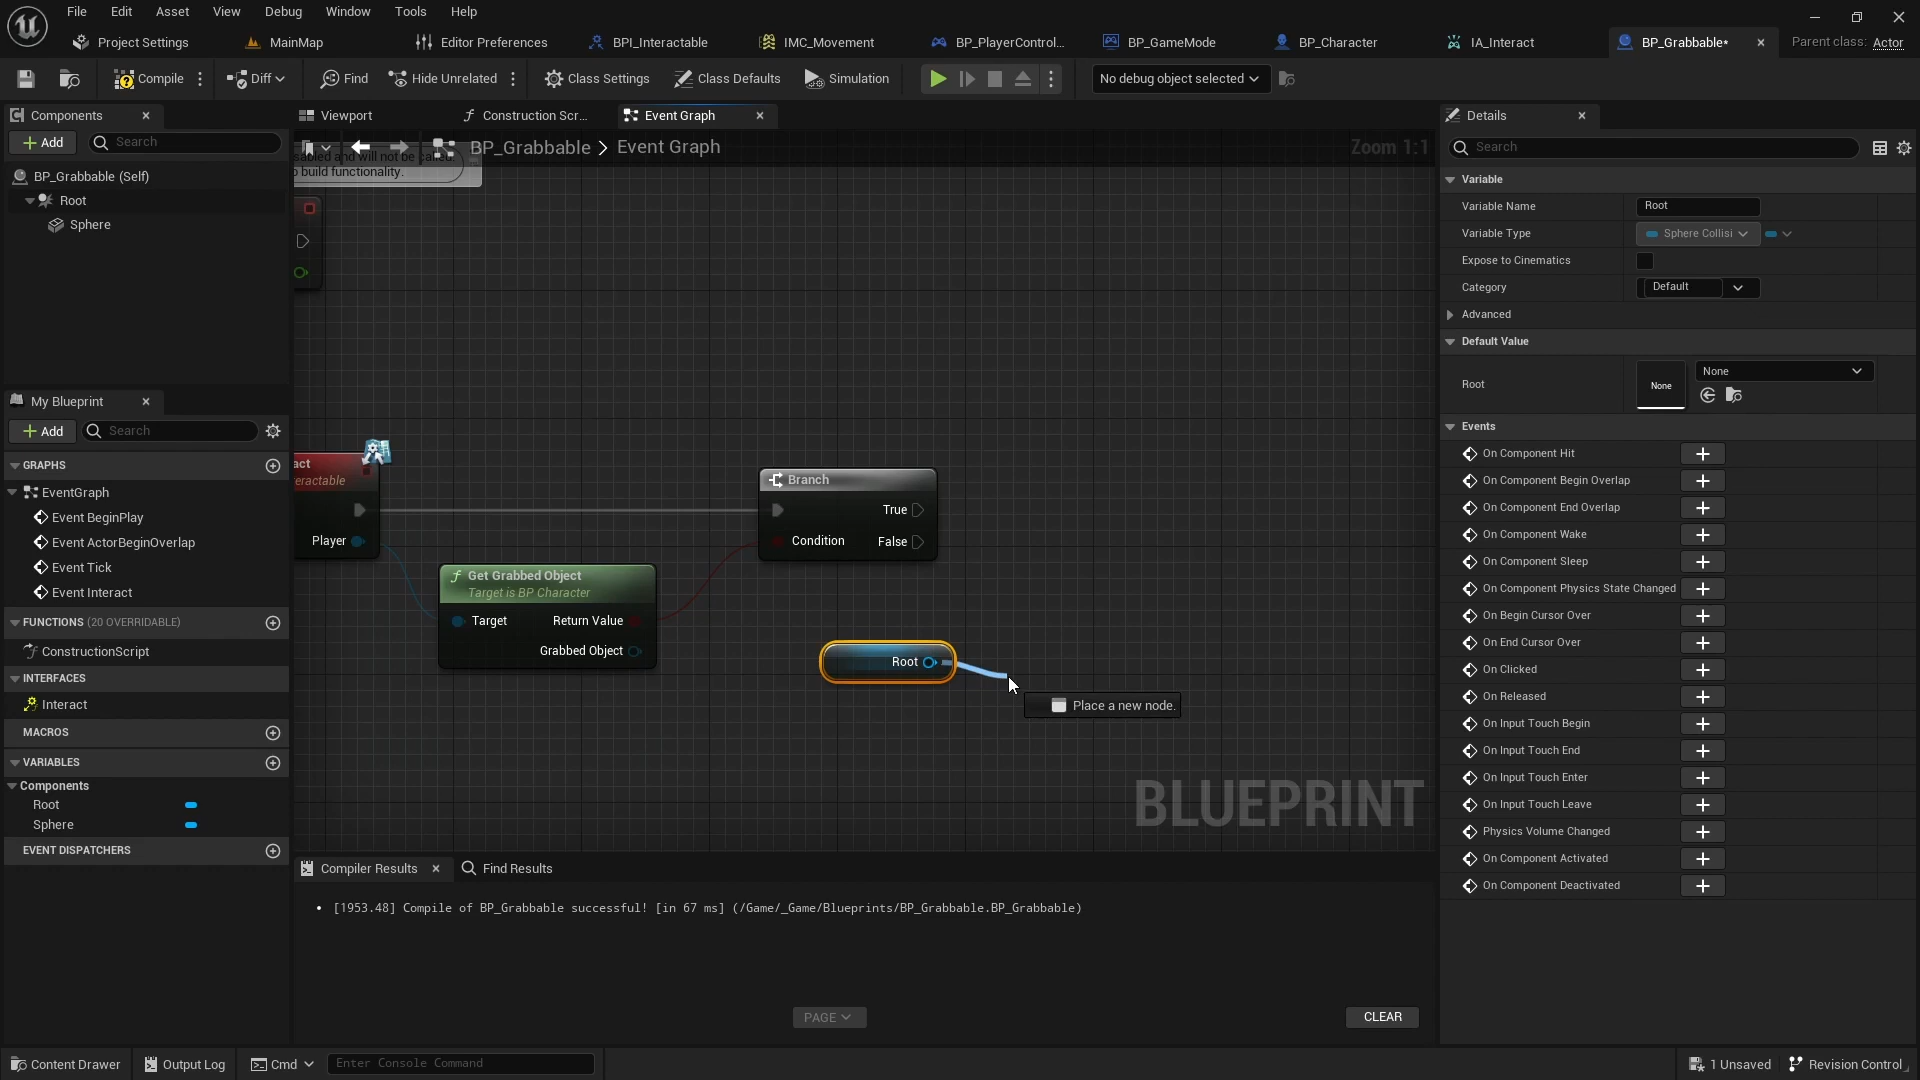 File Edit Asset View Debug Window Tools Help
Project Settings MainMap Editor Preferences BPI_Interactable IMC_Movement BP_PlayerControl... BP_GameMode BP_Character IA_Interact BP_Grabbable* Parent class: Actor
Compile Diff Find Hide Unrelated Class Settings Class Defaults Simulation No debug object selected
Components
Add Search
BP_Grabbable (Self)
Root
Sphere
My Blueprint
Add Search
GRAPHS
EventGraph
Event BeginPlay
Event ActorBeginOverlap
Event Tick
Event Interact
FUNCTIONS (20 OVERRIDABLE)
ConstructionScript
INTERFACES
Interact
MACROS
VARIABLES
Components
Root
Sphere
EVENT DISPATCHERS
Viewport Construction Scr... Event Graph
BP_Grabbable > Event Graph Zoom 1:1
sabled and will not be called.
o build functionality.
act
eractable
Player
Get Grabbed Object
Target is BP Character
Target Return Value
Grabbed Object
Branch
True
Condition False
Root
Place a new node.
BLUEPRINT
Compiler Results Find Results
[1953.48] Compile of BP_Grabbable successful! [in 67 ms] (/Game/_Game/Blueprints/BP_Grabbable.BP_Grabbable)
PAGE CLEAR
Details
Search
Variable
Variable Name Root
Variable Type Sphere Collisi
Expose to Cinematics
Category Default
Advanced
Default Value
Root None None
Events
On Component Hit
On Component Begin Overlap
On Component End Overlap
On Component Wake
On Component Sleep
On Component Physics State Changed
On Begin Cursor Over
On End Cursor Over
On Clicked
On Released
On Input Touch Begin
On Input Touch End
On Input Touch Enter
On Input Touch Leave
Physics Volume Changed
On Component Activated
On Component Deactivated
Content Drawer Output Log Cmd Enter Console Command 1 Unsaved Revision Control